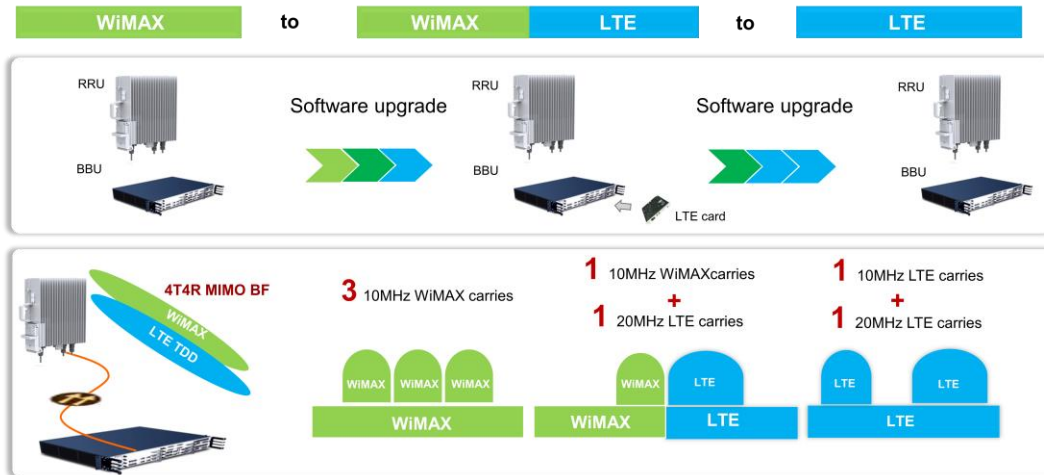 WiMAX to WiMAX LTE to LTE
RRU
Software upgrade
RRU
Software upgrade
RRU
BBU
BBU
LTE card
BBU
4T4R MIMO BF
WiMAX
LTE TDD
3 10MHz WiMAX carries
WiMAX WiMAX WiMAX
WiMAX
1 10MHz WiMAXcarries
+
1 20MHz LTE carries
WiMAX LTE
WiMAX LTE
1 10MHz LTE carries
+
1 20MHz LTE carries
LTE LTE
LTE